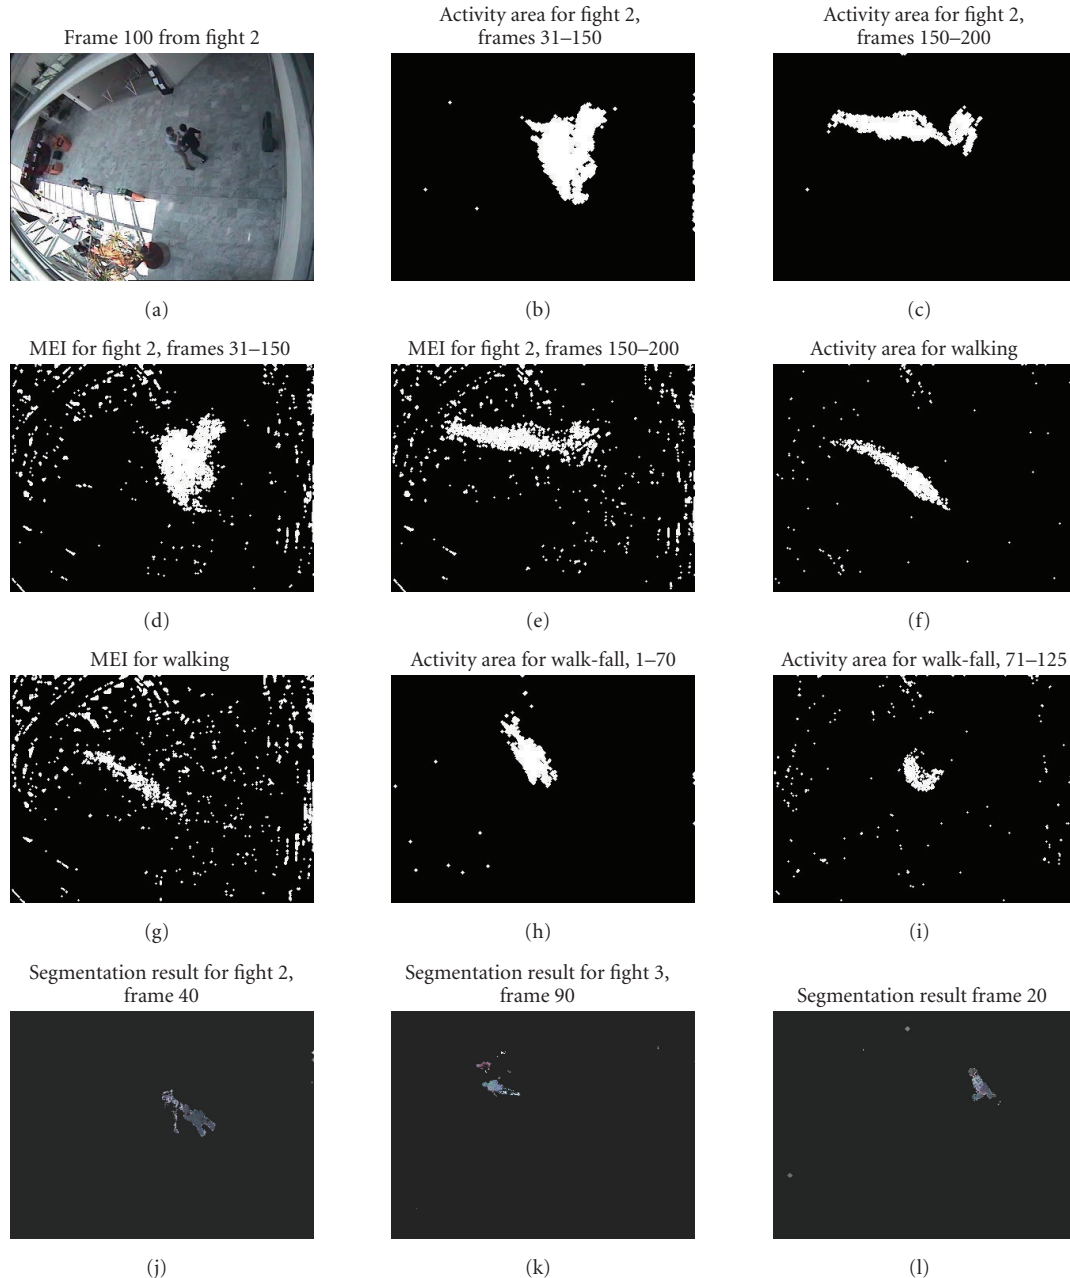 Frame 100 from fight 2
Activity area for fight 2,
frames 31–150
Activity area for fight 2,
frames 150–200
(a)
(b)
(c)
MEI for fight 2, frames 31–150
MEI for fight 2, frames 150–200
Activity area for walking
(d)
(e)
(f)
MEI for walking
Activity area for walk-fall, 1–70
Activity area for walk-fall, 71–125
(g)
(h)
(i)
Segmentation result for fight 2,
frame 40
Segmentation result for fight 3,
frame 90
Segmentation result frame 20
(j)
(k)
(l)